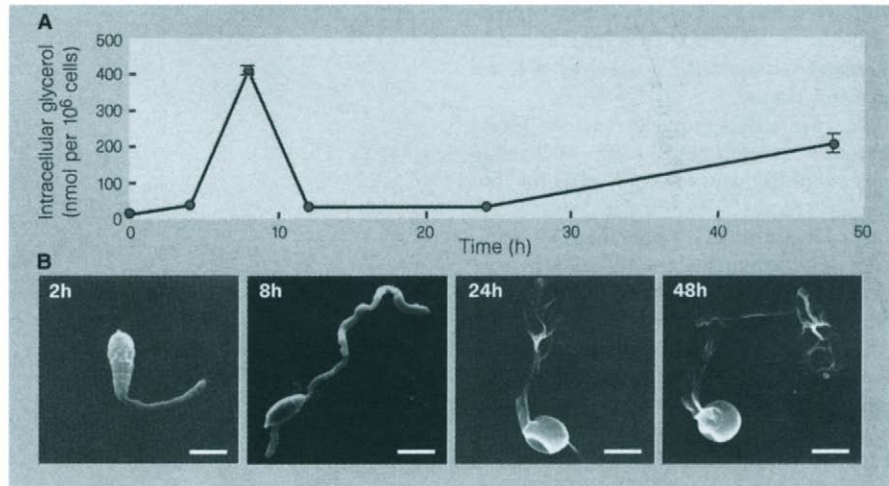 A
Intracellular glycerol
(nmol per 10⁶ cells)
500
400
300
200
100
0
0
10
20
30
40
50
Time (h)
B
2h
8h
24h
48h